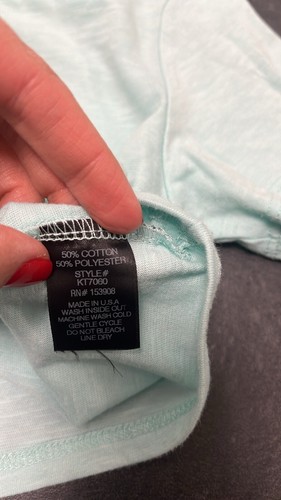 50% COTTON
50% POLYESTER
STYLE#
KT7060
RN# 153908
MADE IN U.S.A
WASH INSIDE OUT
MACHINE WASH COLD
GENTLE CYCLE
DO NOT BLEACH
LINE DRY